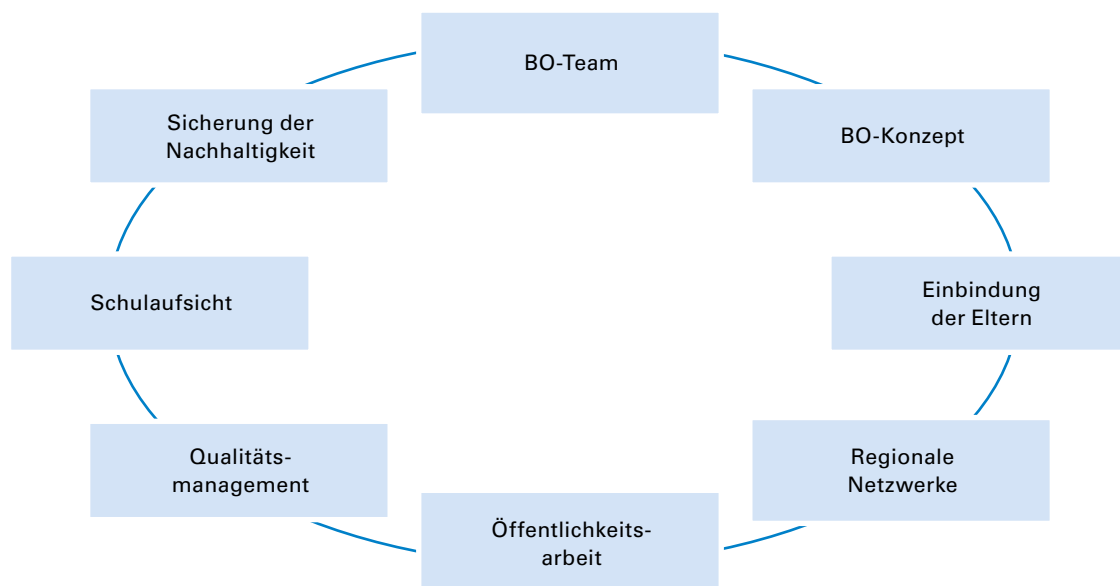 BO-Team
BO-Konzept
Einbindung
der Eltern
Regionale
Netzwerke
Öffentlichkeits-
arbeit
Qualitäts-
management
Schulaufsicht
Sicherung der
Nachhaltigkeit